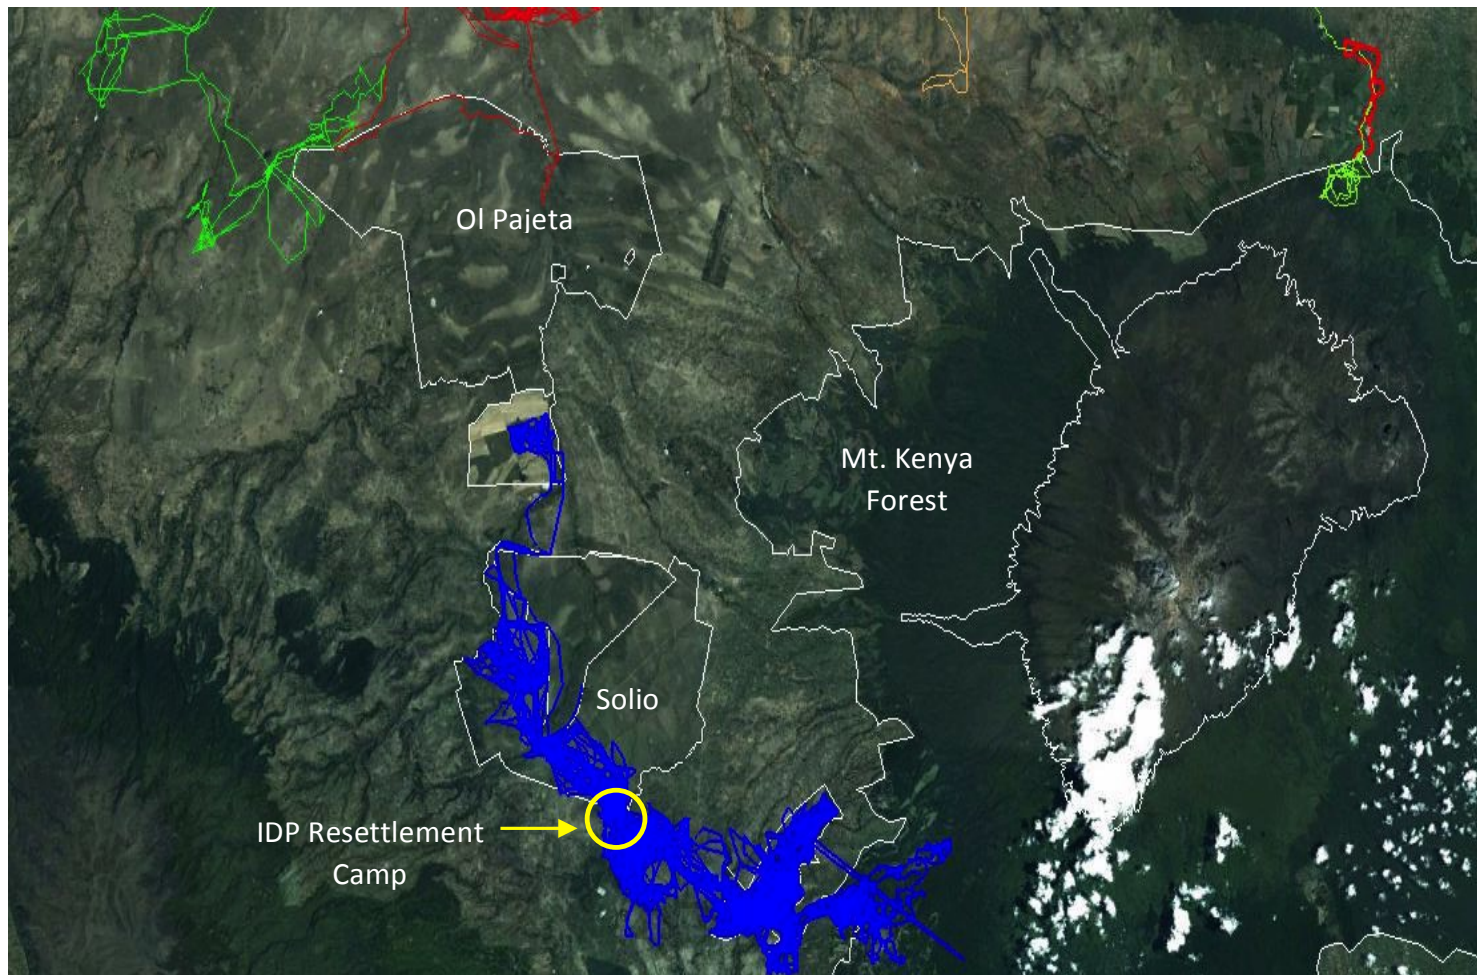 Ol Pajeta
Mt. Kenya
Forest
Solio
IDP Resettlement
Camp